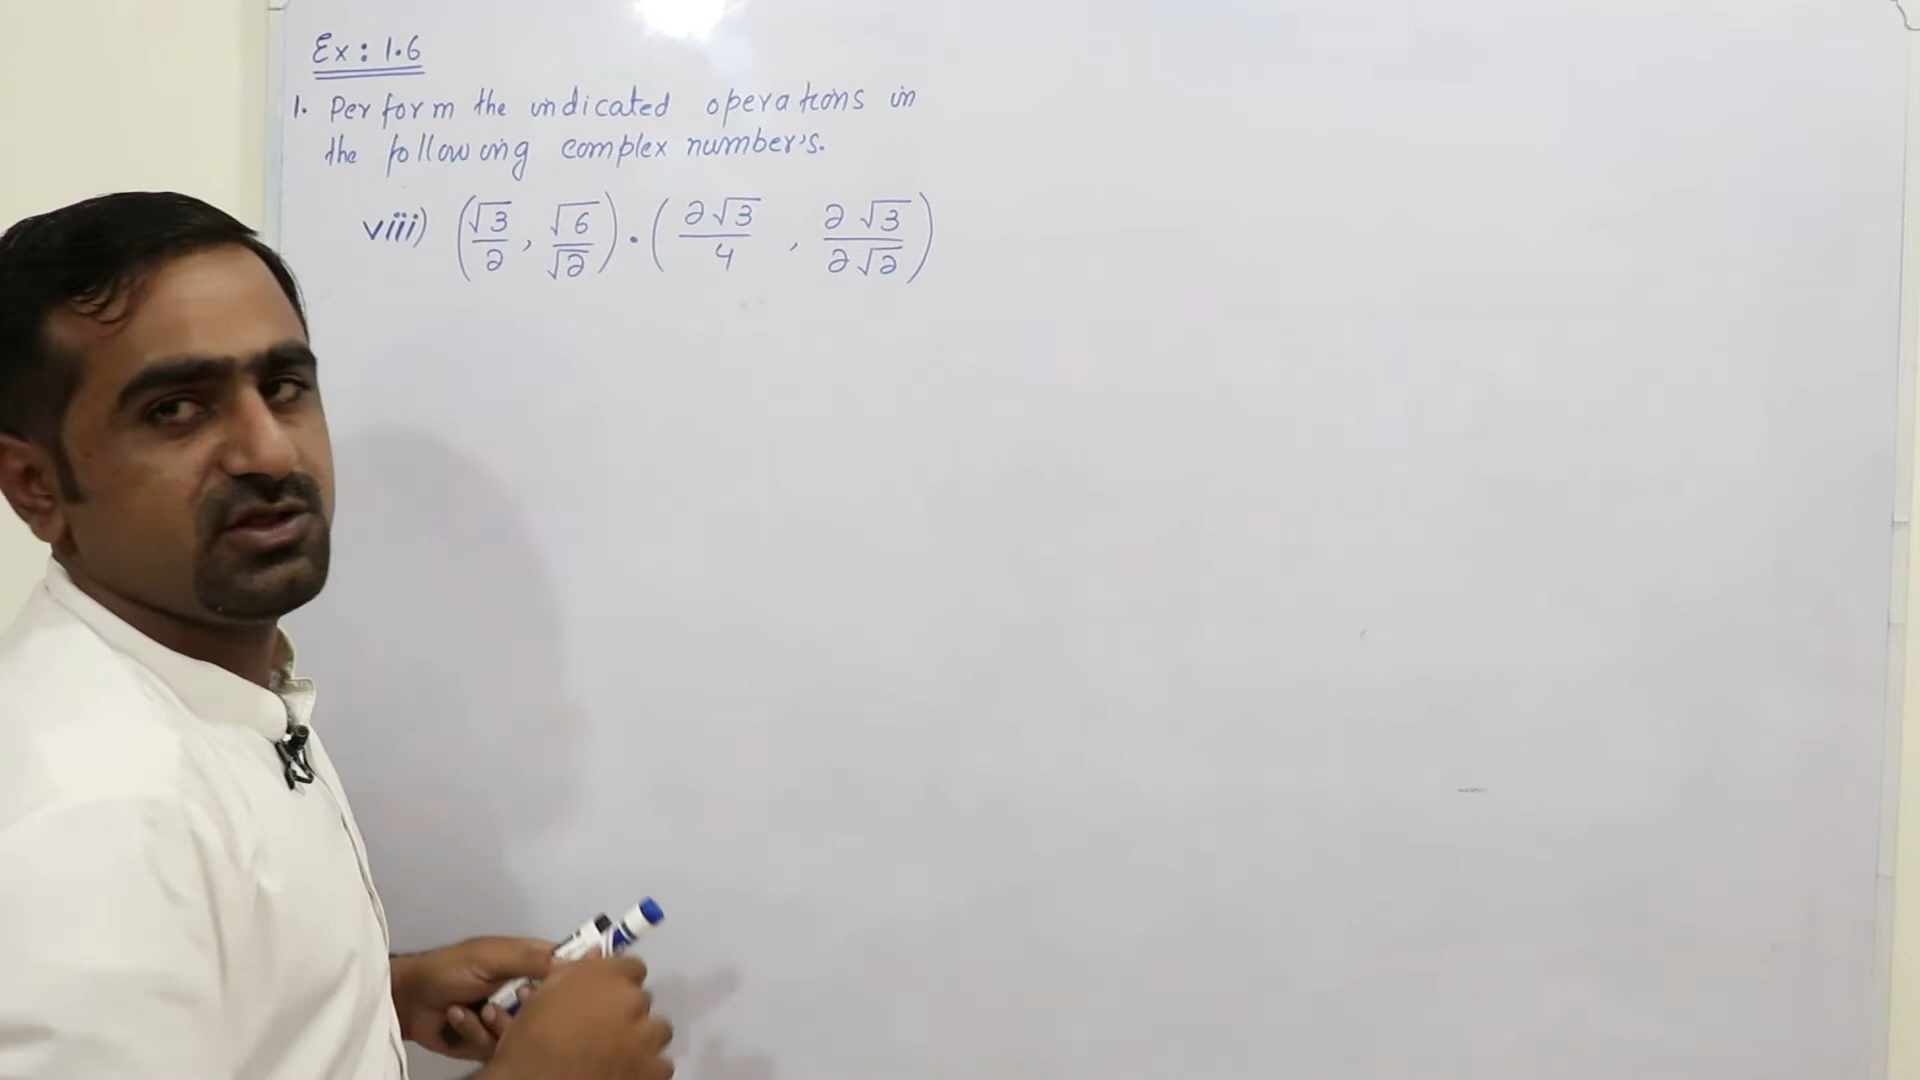 Ex: 1.6
1. Perform the indicated operations in
the following complex number's.
viii) (√3/2, √6/√2) . (2√3/4, 2√3/2√2)